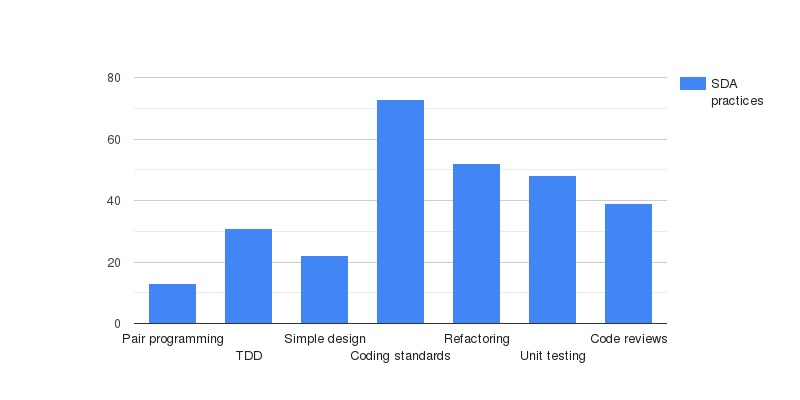 80
60
40
20
0
SDA
practices
Pair programming
TDD
Simple design
Coding standards
Refactoring
Unit testing
Code reviews